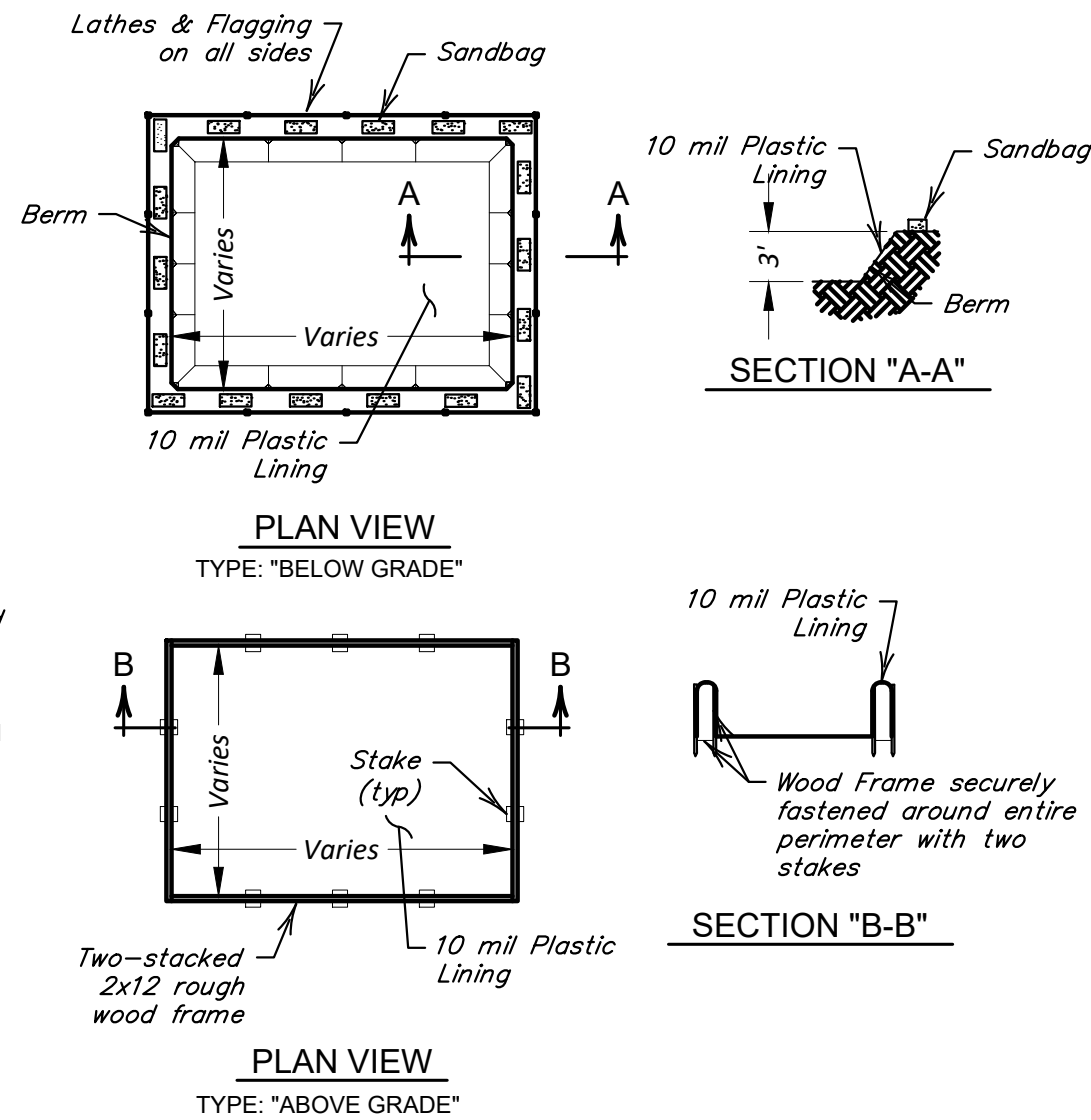 Lathes & Flagging
on all sides
Sandbag
Berm
A
A
Varies
Varies
10 mil Plastic
Lining
PLAN VIEW
TYPE: "BELOW GRADE"
10 mil Plastic
Lining
Sandbag
3'
Berm
SECTION "A-A"
B
B
Varies
Stake
(typ)
Varies
Two-stacked
2x12 rough
wood frame
10 mil Plastic
Lining
PLAN VIEW
TYPE: "ABOVE GRADE"
10 mil Plastic
Lining
Wood Frame securely
fastened around entire
perimeter with two
stakes
SECTION "B-B"